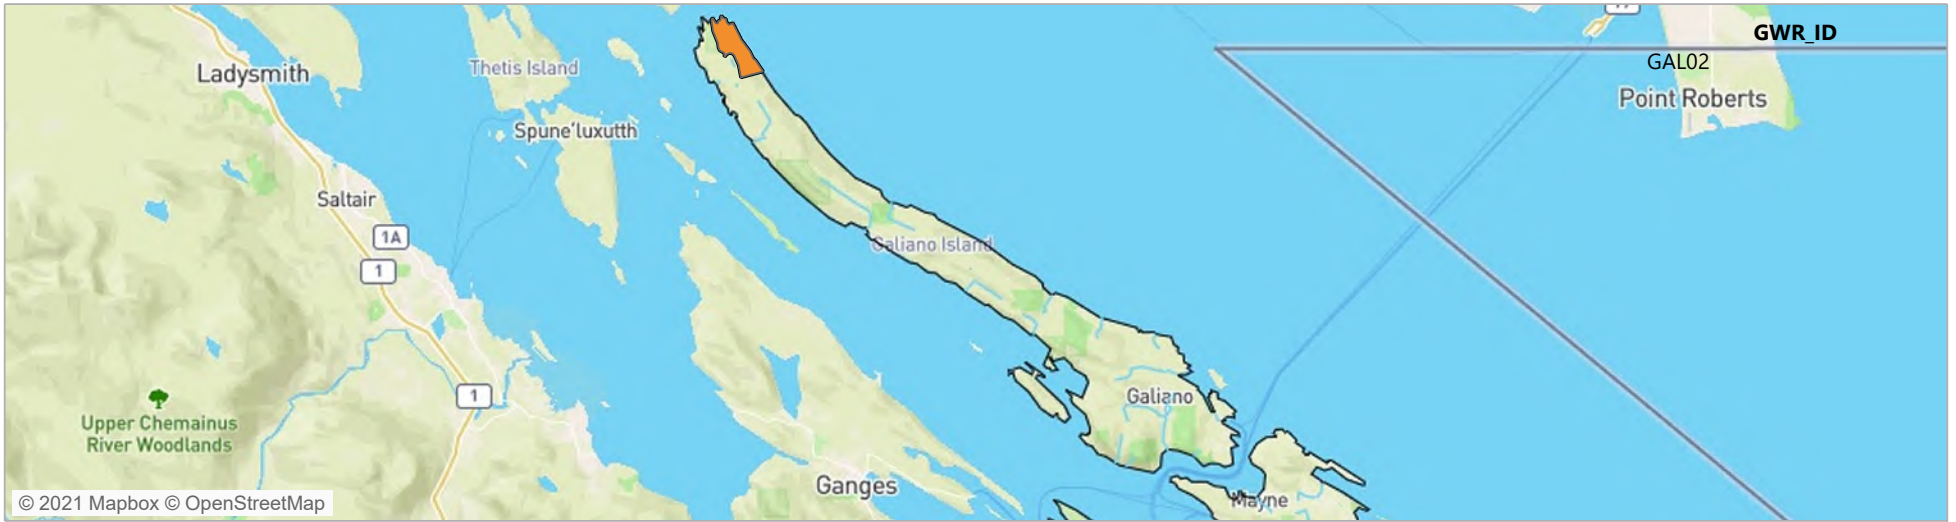 GWR_ID
GAL02
Point Roberts
Ladysmith
Thetis Island
Spune'luxutth
Saltair
1A
1
Galiano Island
1
Galiano
Upper Chemainus
River Woodlands
Ganges
Mayne
© 2021 Mapbox © OpenStreetMap